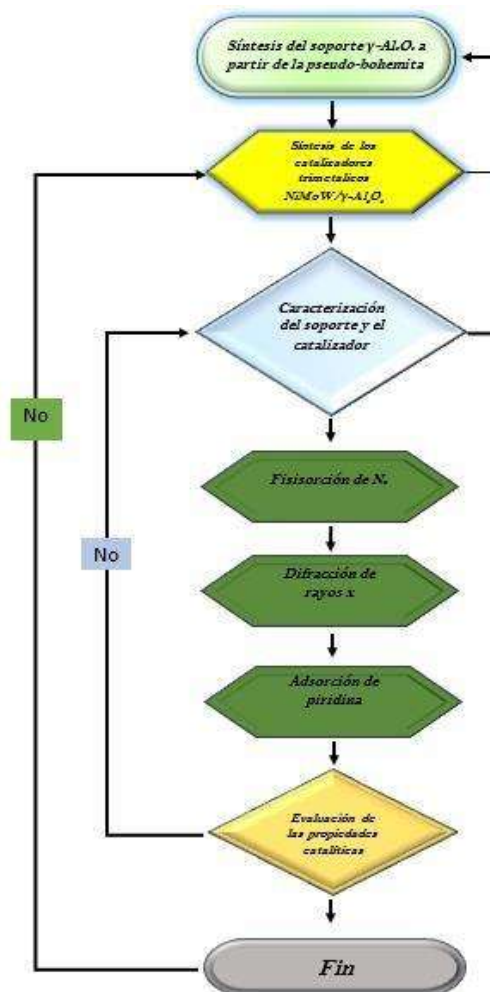 Síntesis del soporte γ-Al₂O₃ a
partir de la pseudo-bohemita
Síntesis de los
catalizadores
trimetalicos
NiMoW/γ-Al₂O₃
Caracterización
del soporte y el
catalizador
No
Fisisorción de N₂
No
Difracción de
rayos x
Adsorción de
piridina
Evaluación de
las propiedades
catalíticas
Fin